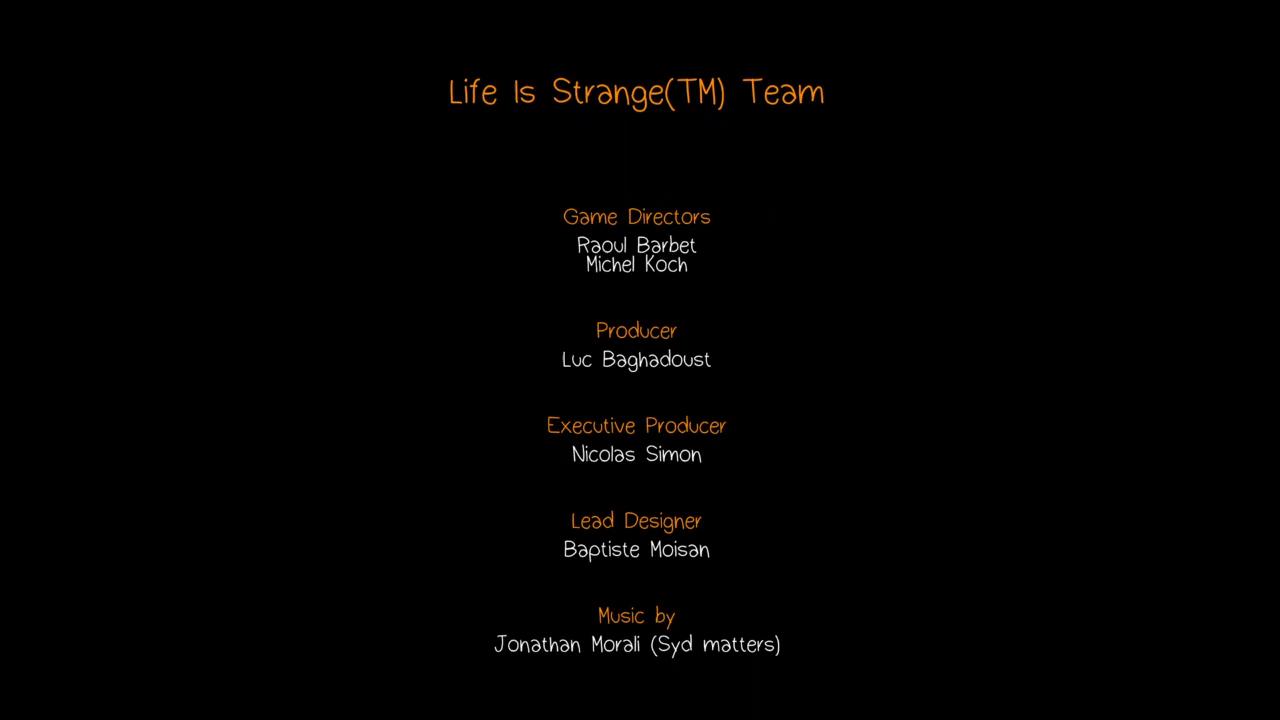 Life Is Strange(TM) Team
Game Directors
Raoul Barbet
Michel Koch
Producer
Luc Baghadoust
Executive Producer
Nicolas Simon
Lead Designer
Baptiste Moisan
Music by
Jonathan Morali (Syd matters)